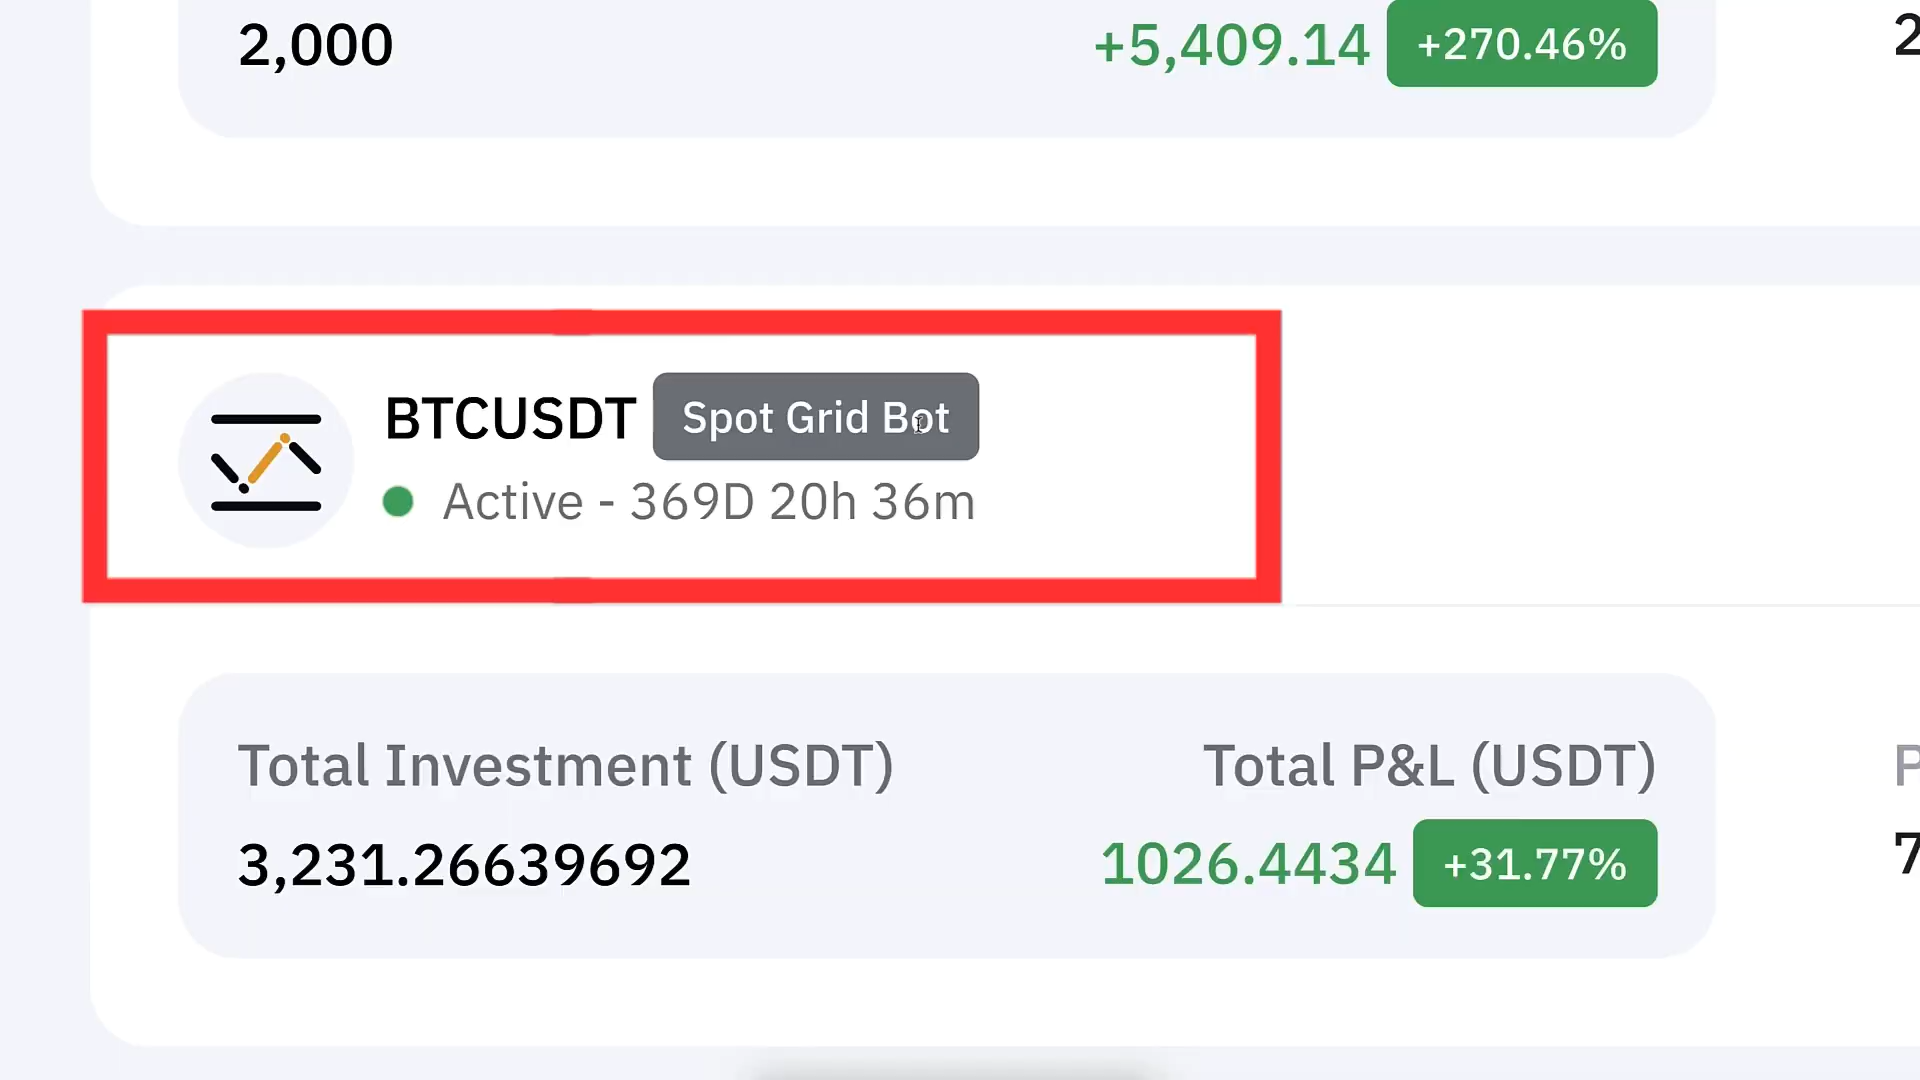 2,000
+5,409.14 +270.46%
BTCUSDT Spot Grid Bot
Active - 369D 20h 36m
Total Investment (USDT)
Total P&L (USDT)
3,231.26639692
1026.4434 +31.77%